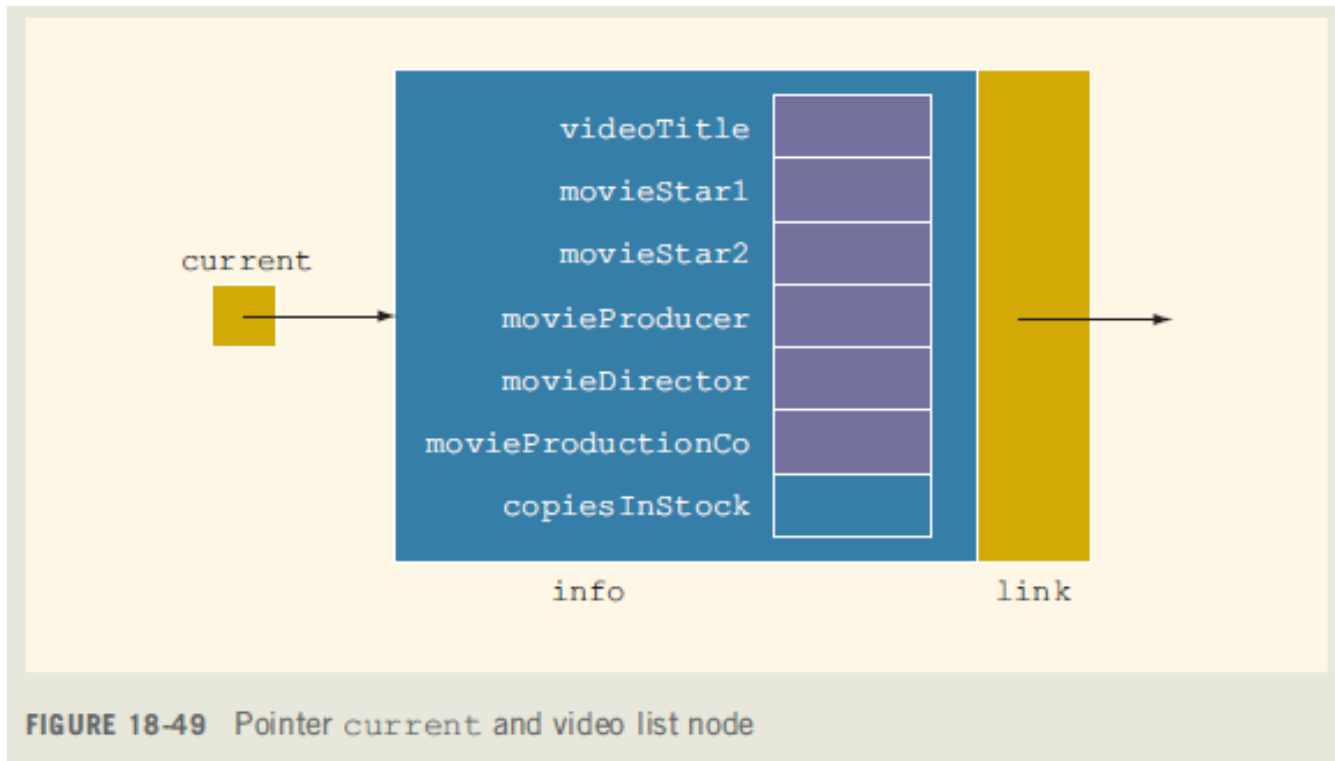 videoTitle
movieStar1
movieStar2
current
movieProducer
movieDirector
movieProductionCo
copiesInStock
info link
FIGURE 18-49 Pointer current and video list node